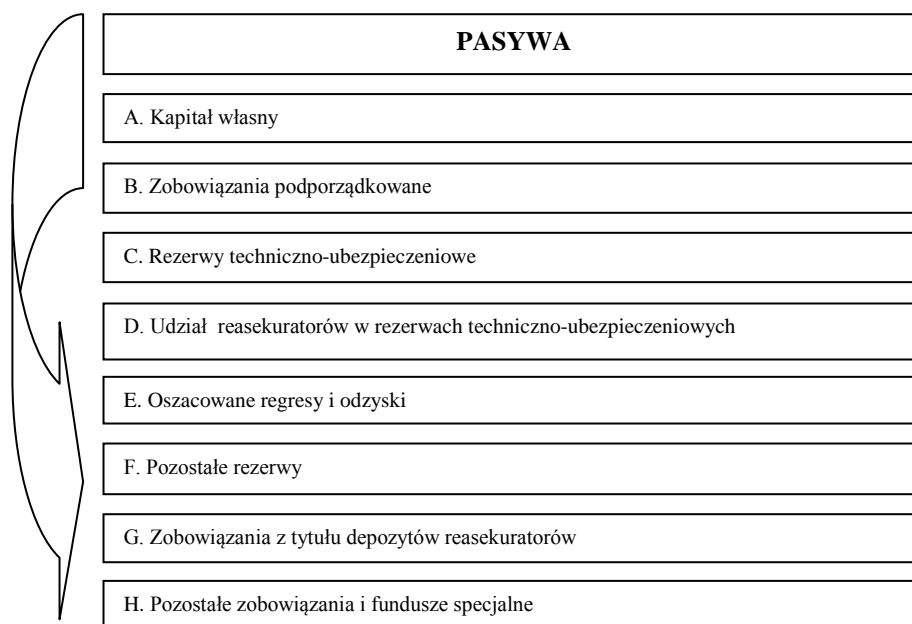 PASYWA
A. Kapitał własny
B. Zobowiązania podporządkowane
C. Rezerwy techniczno-ubezpieczeniowe
D. Udział reasekuratorów w rezerwach techniczno-ubezpieczeniowych
E. Oszacowane regresy i odzyski
F. Pozostałe rezerwy
G. Zobowiązania z tytułu depozytów reasekuratorów
H. Pozostałe zobowiązania i fundusze specjalne